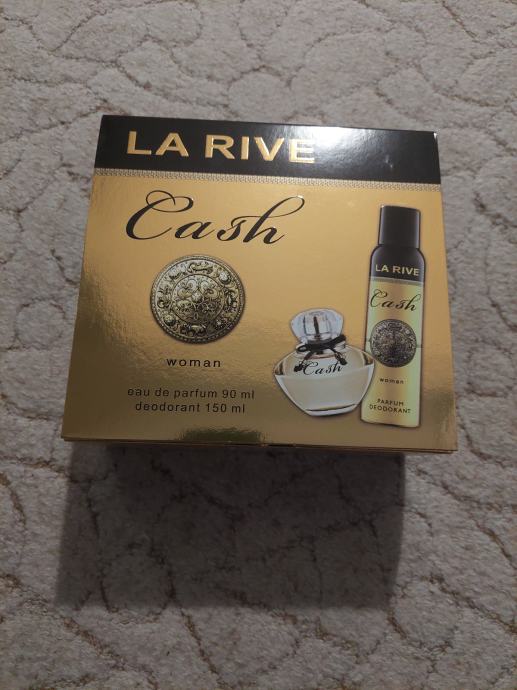 LA RIVE
Cash
woman
eau de parfum 90 ml
deodorant 150 ml
Cash
LA RIVE
Cash
woman
PARFUM
DEODORANT